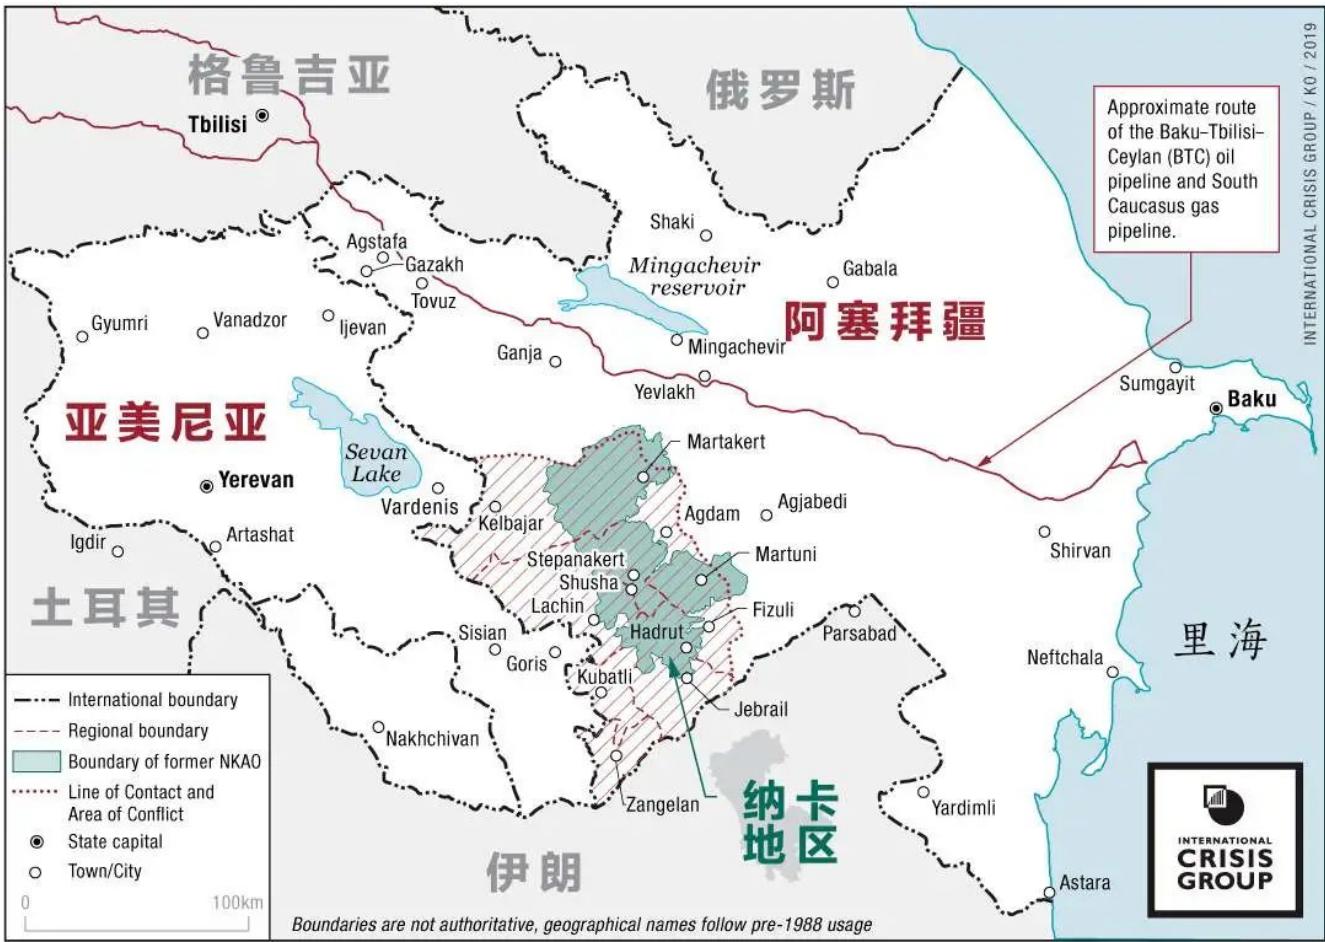 格鲁吉亚
Tbilisi
俄罗斯
INTERNATIONAL CRISIS GROUP / KO / 2019
Approximate route
of the Baku–Tbilisi–
Ceylan (BTC) oil
pipeline and South
Caucasus gas
pipeline.
Shaki
Agstafa
Gazakh
Tovuz
Mingachevir
reservoir
Gabala
阿塞拜疆
Gyumri
Vanadzor
Ijevan
Ganja
Mingachevir
Yevlakh
Sumgayit
Baku
亚美尼亚
Sevan
Lake
Yerevan
Vardenis
Martakert
Kelbajar
Agdam
Agjabedi
Igdir
Artashat
Shirvan
Stepanakert
Martuni
Shusha
土耳其
Lachin
Fizuli
Hadrut
Parsabad
Sisian
Goris
里海
Neftchala
Kubatli
Jebrail
Nakhchivan
Zangelan
纳卡
地区
Yardimli
伊朗
Astara
International boundary
Regional boundary
Boundary of former NKAO
Line of Contact and
Area of Conflict
State capital
Town/City
0 100km
Boundaries are not authoritative, geographical names follow pre-1988 usage
INTERNATIONAL
CRISIS
GROUP